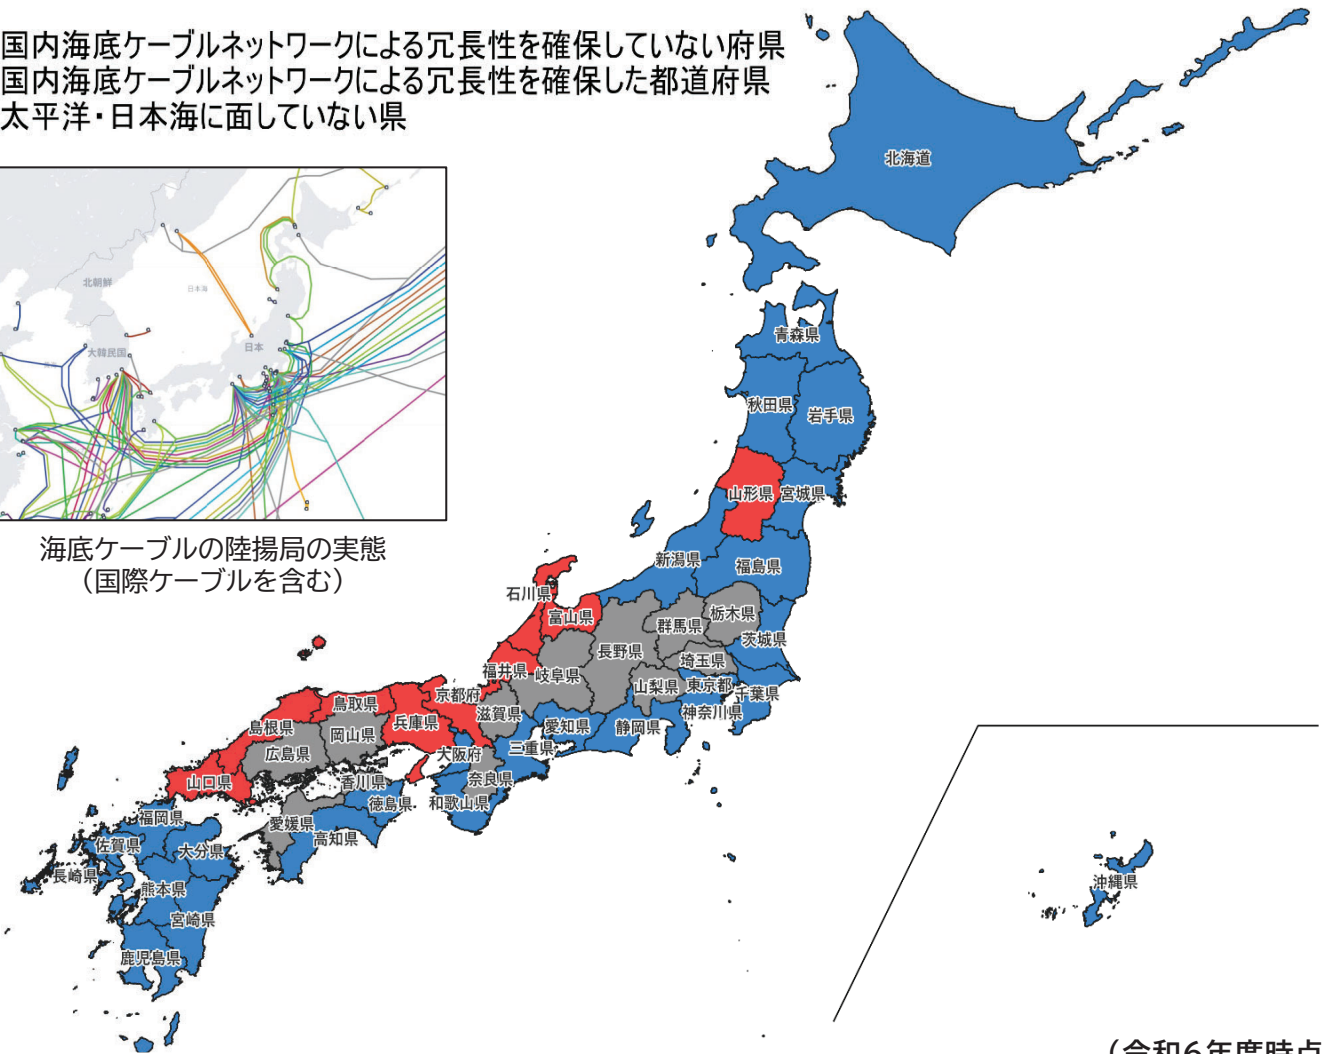 国内海底ケーブルネットワークによる冗長性を確保していない府県
国内海底ケーブルネットワークによる冗長性を確保した都道府県
太平洋・日本海に面していない県
北朝鮮
日本海
大韓民国
日本
海底ケーブルの陸揚局の実態
（国際ケーブルを含む）
北海道
青森県
秋田県
岩手県
山形県
宮城県
新潟県
福島県
石川県
富山県
群馬県
栃木県
茨城県
長野県
埼玉県
福井県
岐阜県
山梨県
東京都
千葉県
京都府
滋賀県
神奈川県
鳥取県
兵庫県
愛知県
静岡県
島根県
岡山県
広島県
大阪府
三重県
山口県
香川県
奈良県
徳島県
和歌山県
福岡県
愛媛県
高知県
佐賀県
大分県
長崎県
熊本県
宮崎県
鹿児島県
沖縄県
（令和6年度時点